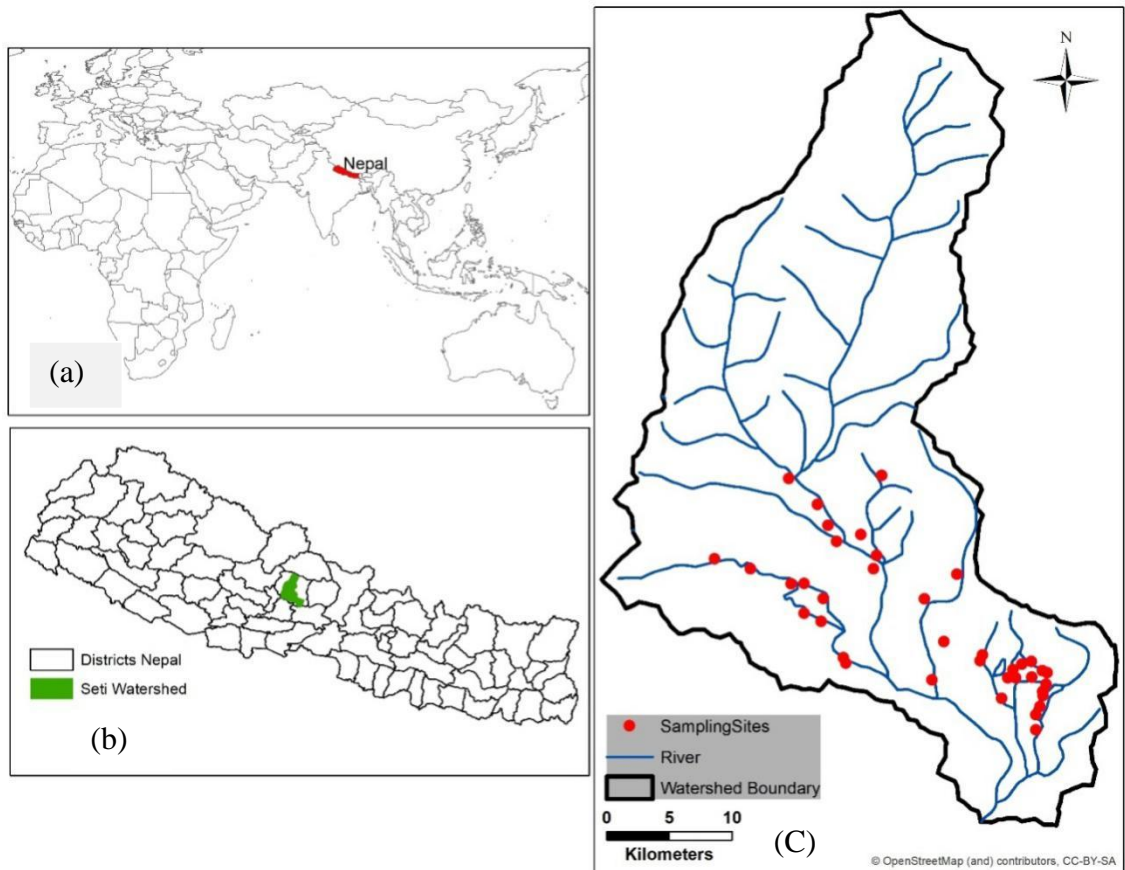 Nepal
(a)
Districts Nepal
Seti Watershed
(b)
N
SamplingSites
River
Watershed Boundary
0 5 10
Kilometers
(C)
© OpenStreetMap (and) contributors, CC-BY-SA